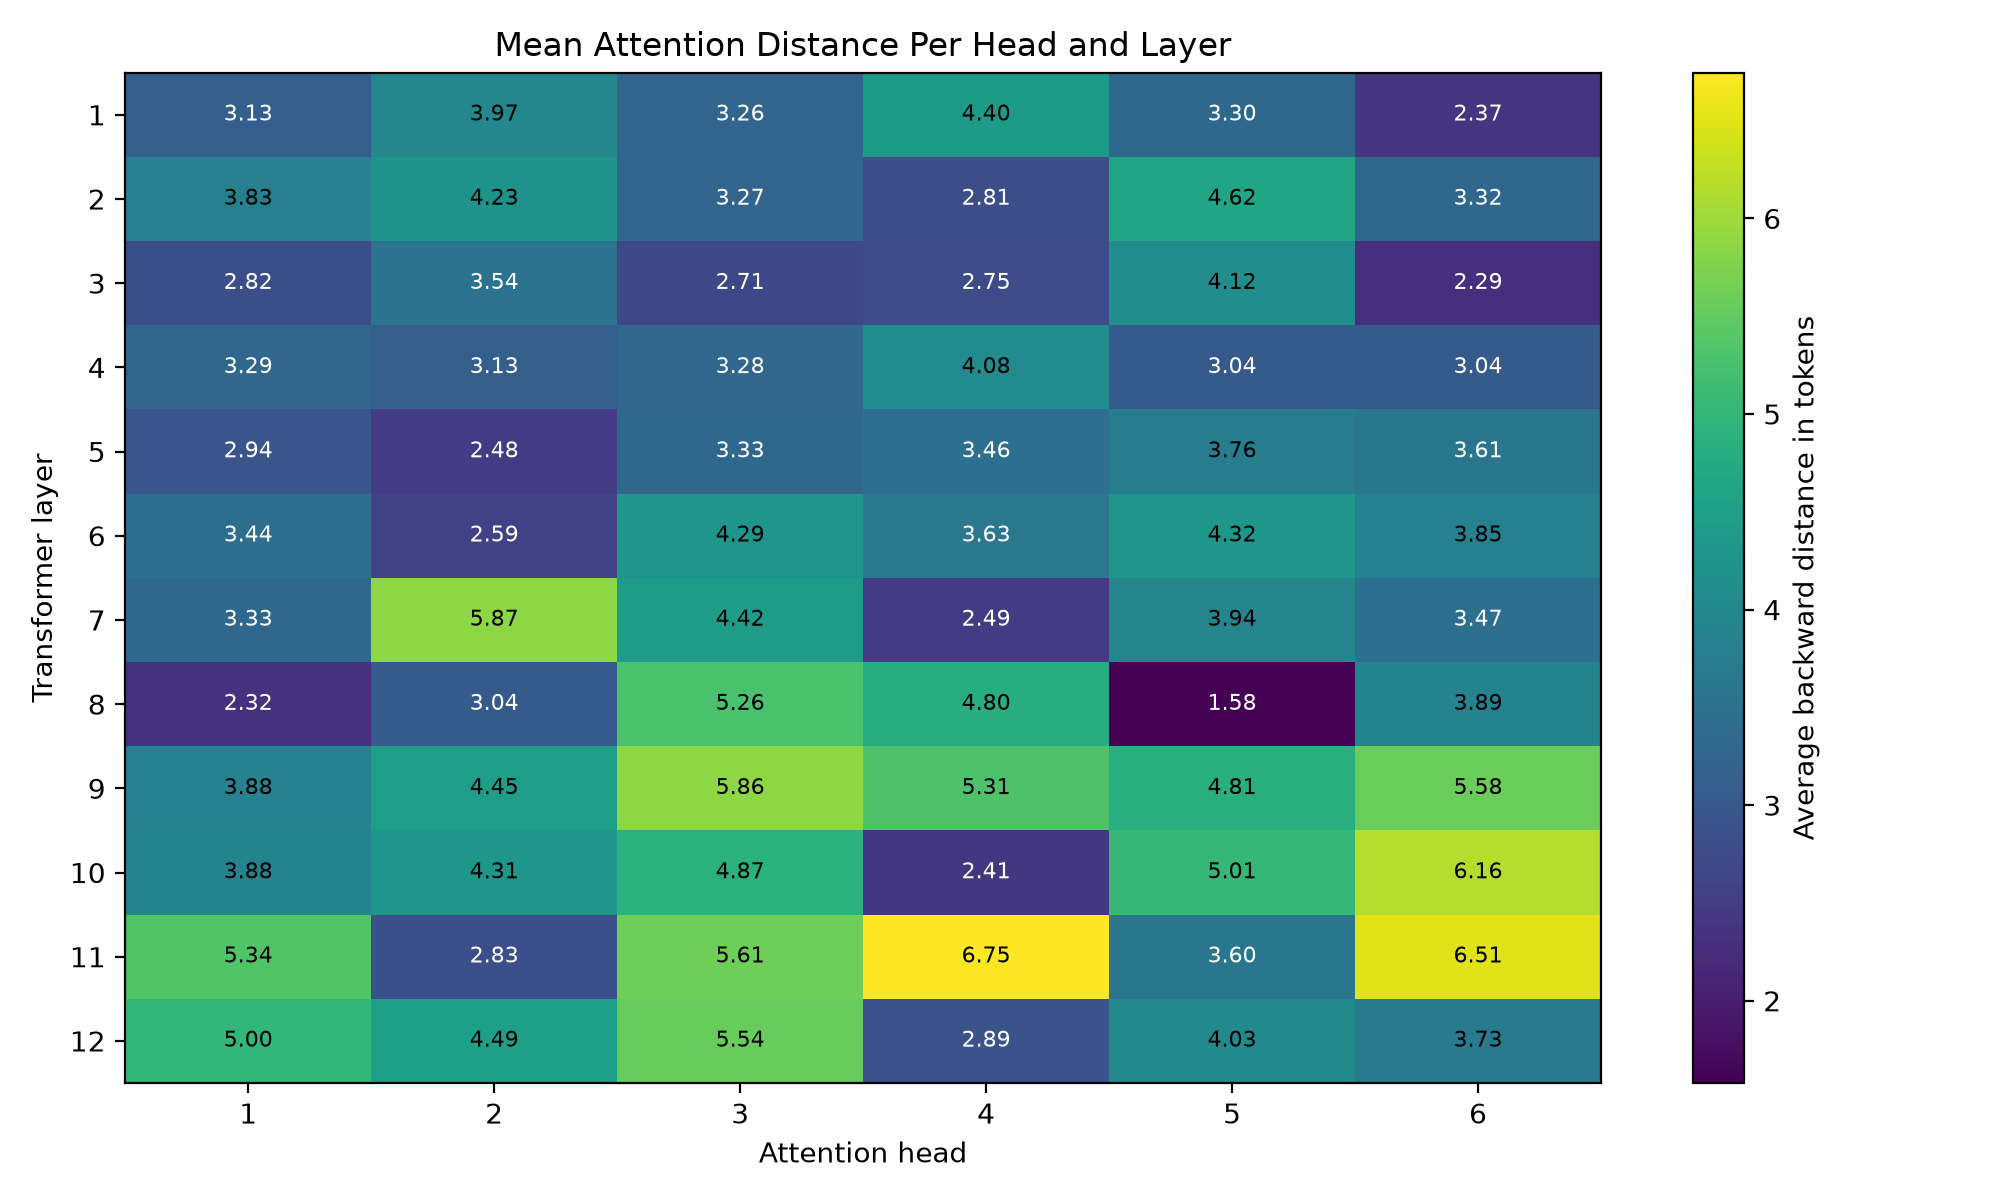 Mean Attention Distance Per Head and Layer
1 3.13 3.97 3.26 4.40 3.30 2.37
2 3.83 4.23 3.27 2.81 4.62 3.32
3 2.82 3.54 2.71 2.75 4.12 2.29
4 3.29 3.13 3.28 4.08 3.04 3.04
5 2.94 2.48 3.33 3.46 3.76 3.61
6 3.44 2.59 4.29 3.63 4.32 3.85
7 3.33 5.87 4.42 2.49 3.94 3.47
8 2.32 3.04 5.26 4.80 1.58 3.89
9 3.88 4.45 5.86 5.31 4.81 5.58
10 3.88 4.31 4.87 2.41 5.01 6.16
11 5.34 2.83 5.61 6.75 3.60 6.51
12 5.00 4.49 5.54 2.89 4.03 3.73
1 2 3 4 5 6
Attention head
Transformer layer
6
5
4
3
2
Average backward distance in tokens